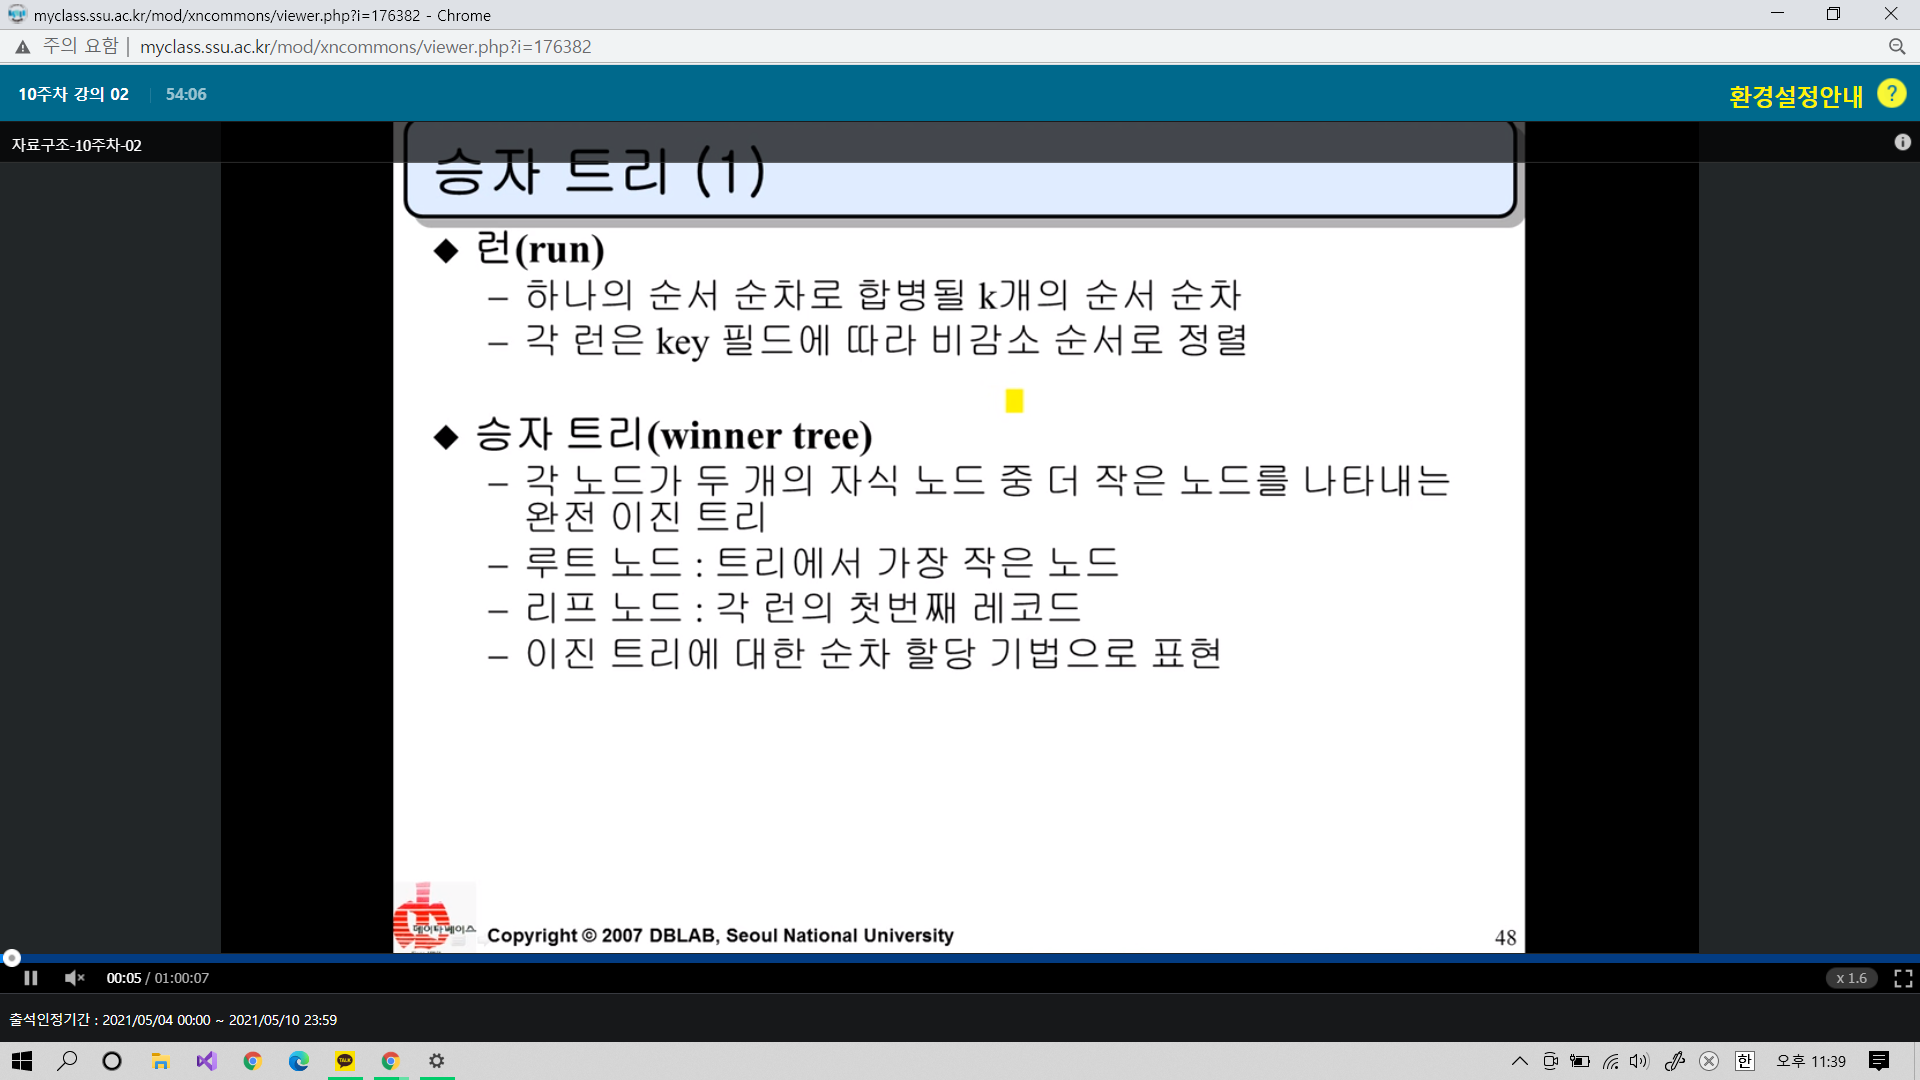 myclass.ssu.ac.kr/mod/xncommons/viewer.php?i=176382 - Chrome
주의 요함 | myclass.ssu.ac.kr/mod/xncommons/viewer.php?i=176382
10주차 강의 02 | 54:06
환경설정안내 ?
자료구조-10주차-02
승자 트리 (1)
◆ 런(run)
– 하나의 순서 순차로 합병될 k개의 순서 순차
– 각 런은 key 필드에 따라 비감소 순서로 정렬
◆ 승자 트리(winner tree)
– 각 노드가 두 개의 자식 노드 중 더 작은 노드를 나타내는
완전 이진 트리
– 루트 노드 : 트리에서 가장 작은 노드
– 리프 노드 : 각 런의 첫번째 레코드
– 이진 트리에 대한 순차 할당 기법으로 표현
데이타베이스
Copyright © 2007 DBLAB, Seoul National University
48
00:05 / 01:00:07
x 1.6
출석인정기간 : 2021/05/04 00:00 ~ 2021/05/10 23:59
TALK
한
오후 11:39